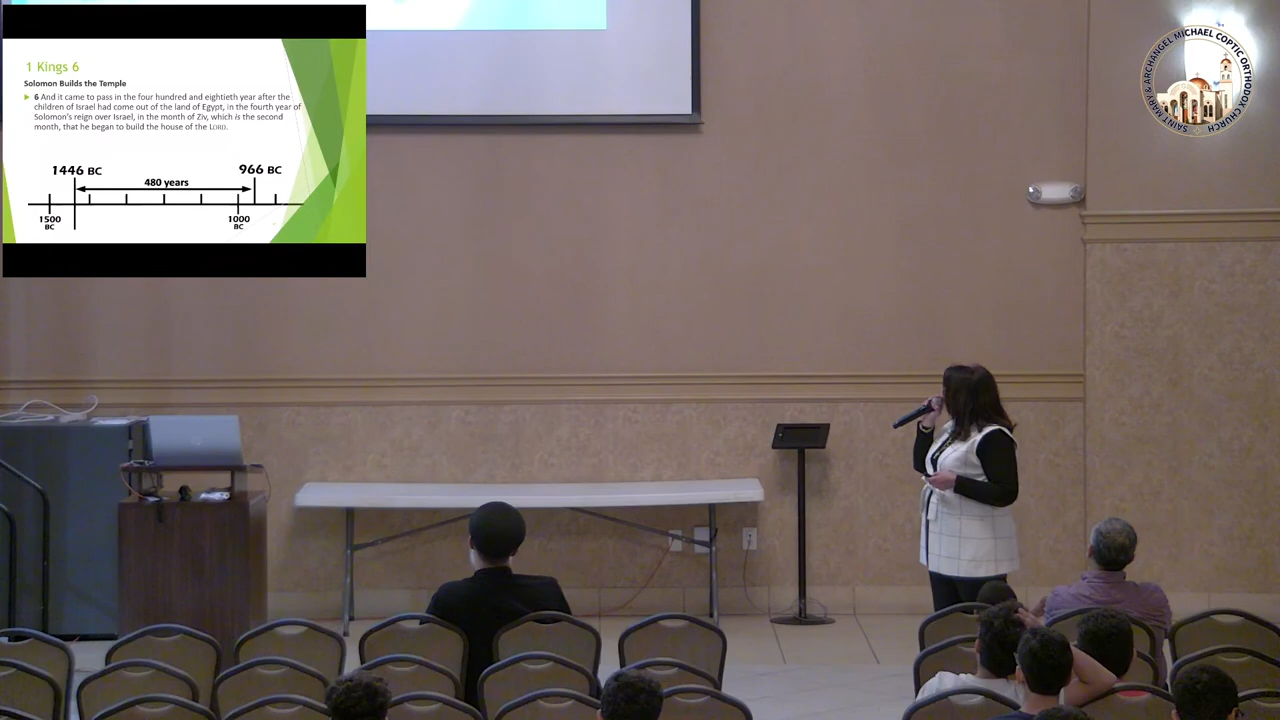 1 Kings 6
Solomon Builds the Temple
6 And it came to pass in the four hundred and eightieth year after the
children of Israel had come out of the land of Egypt, in the fourth year of
Solomon's reign over Israel, in the month of Ziv, which is the second
month, that he began to build the house of the LORD.
1446 BC
966 BC
480 years
1500
BC
1000
BC
SAINT MARY & ARCHANGEL MICHAEL COPTIC ORTHODOX CHURCH